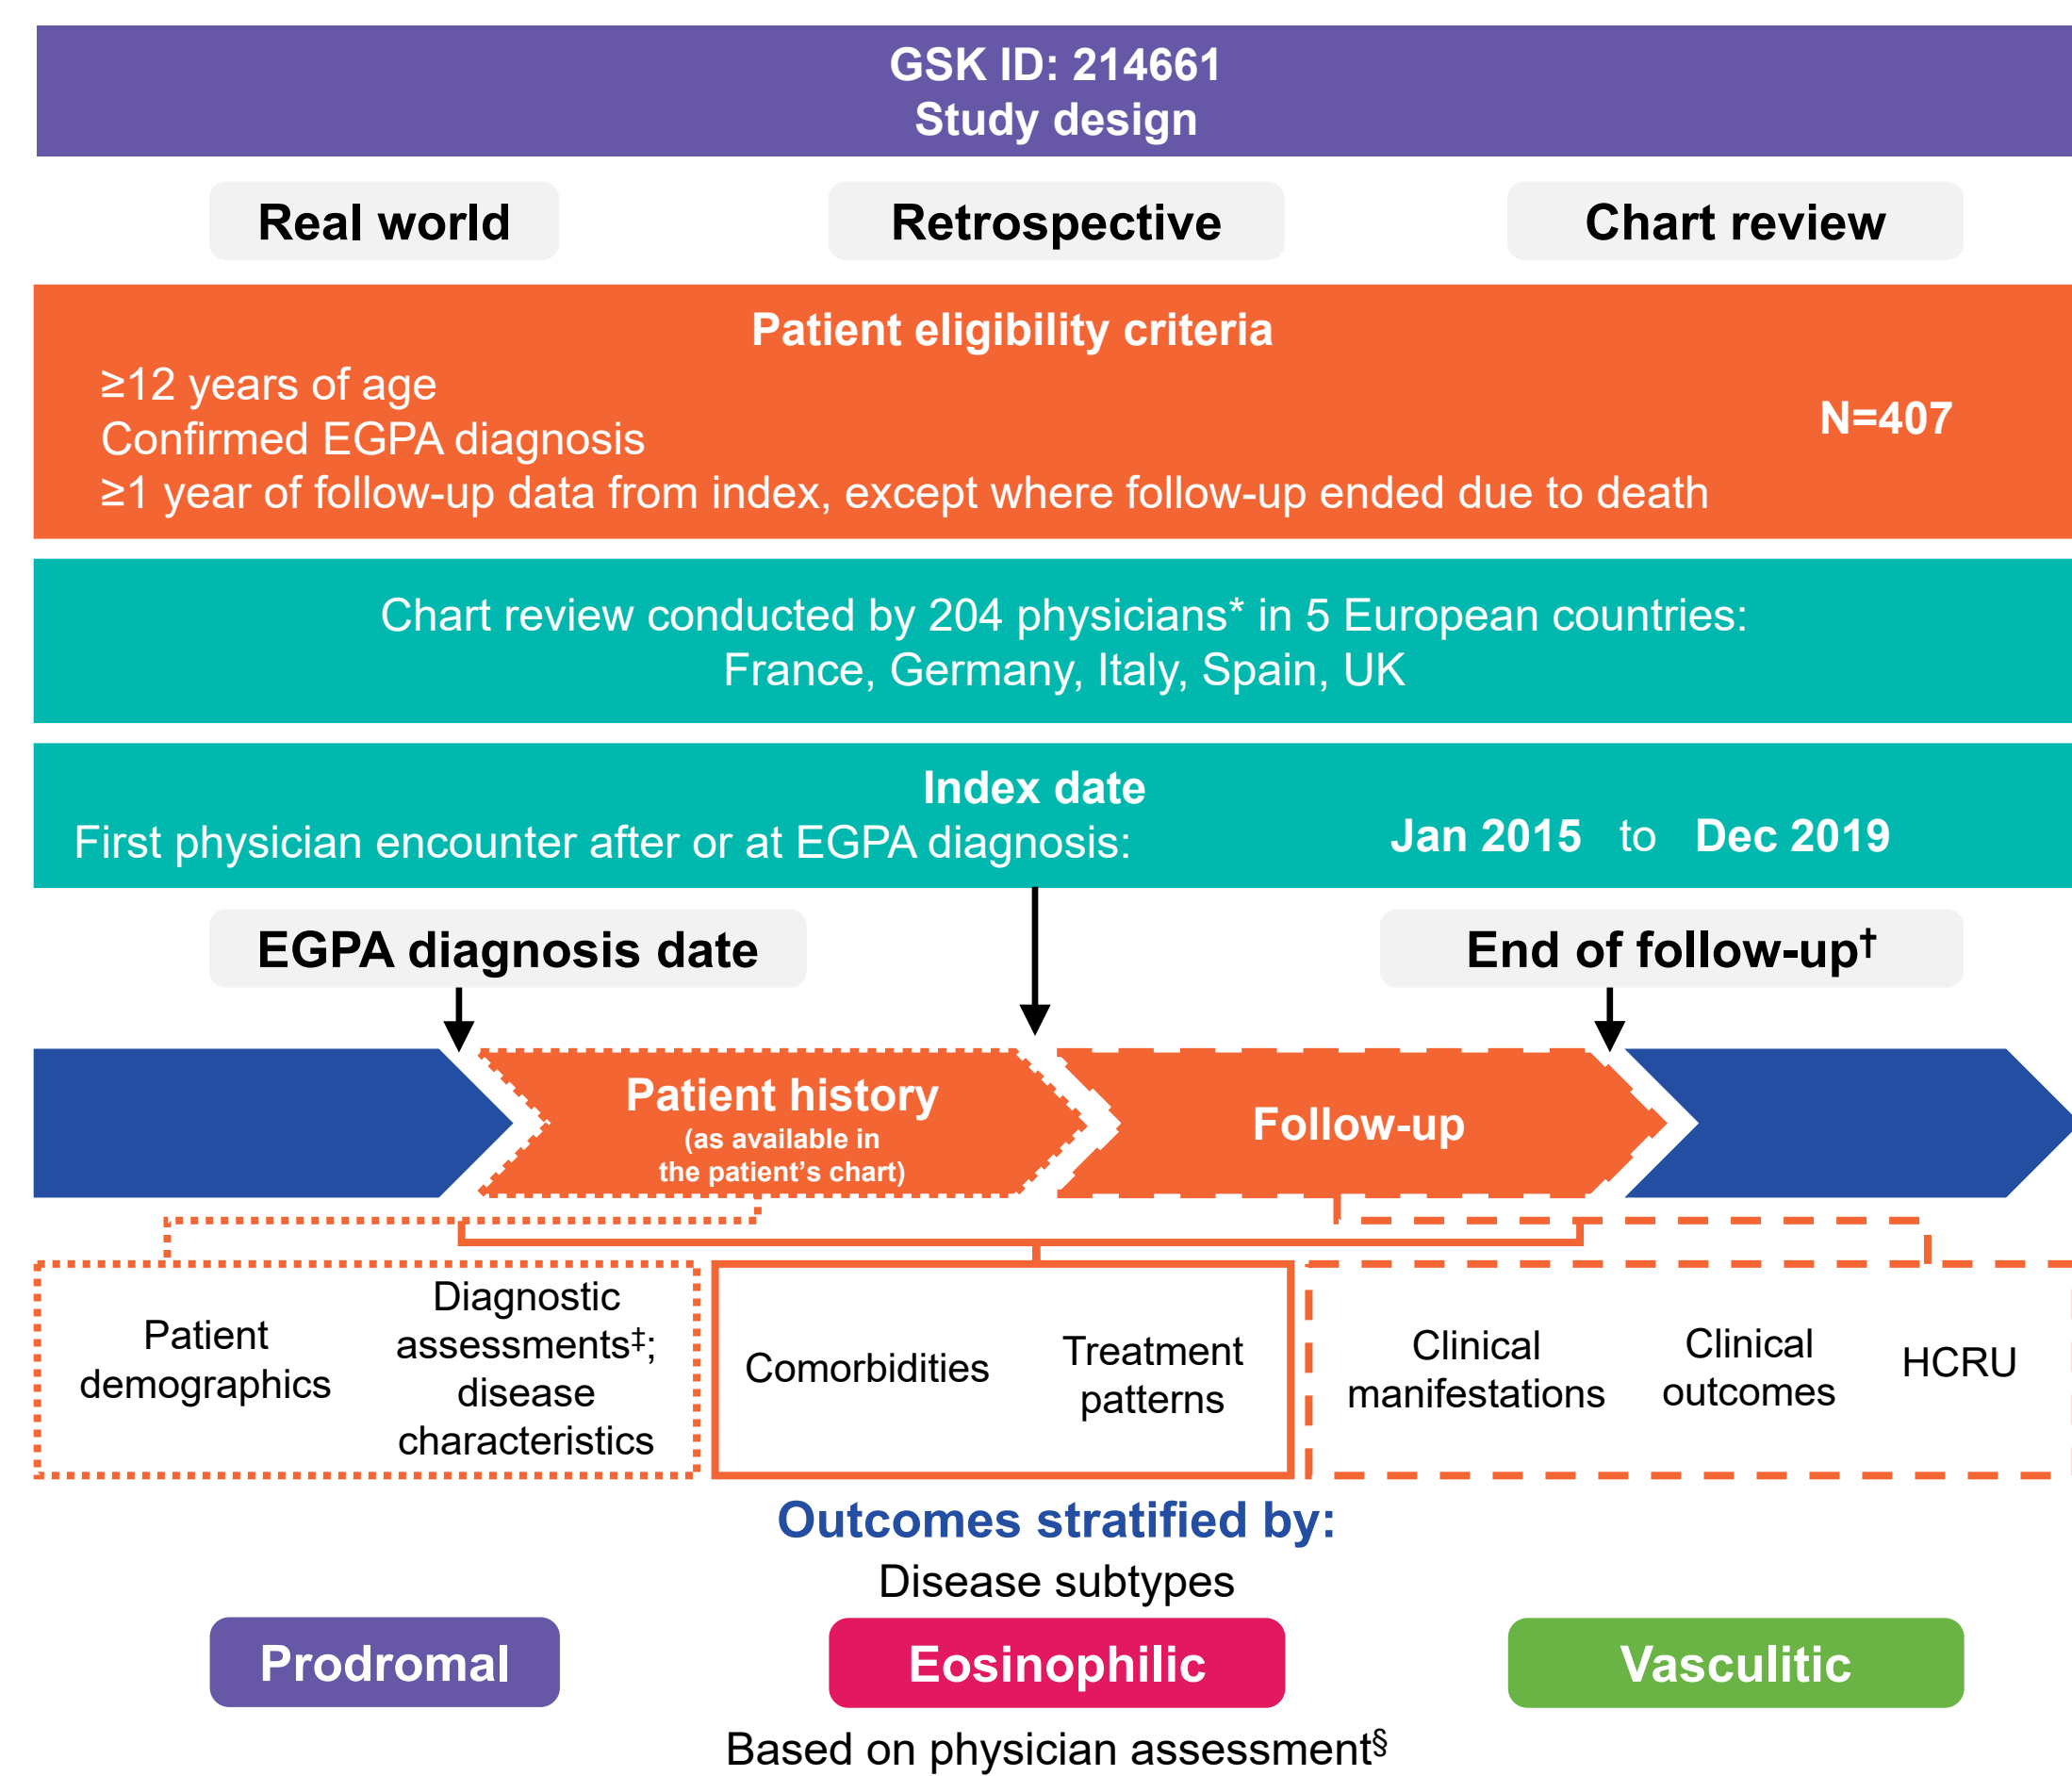 GSK ID: 214661
Study design
Real world
Retrospective
Chart review
Patient eligibility criteria
≥12 years of age
Confirmed EGPA diagnosis
≥1 year of follow-up data from index, except where follow-up ended due to death
N=407
Chart review conducted by 204 physicians* in 5 European countries:
France, Germany, Italy, Spain, UK
Index date
First physician encounter after or at EGPA diagnosis: Jan 2015 to Dec 2019
EGPA diagnosis date
End of follow-up†
Patient history
(as available in
the patient’s chart)
Follow-up
Patient
demographics
Diagnostic
assessments‡;
disease
characteristics
Comorbidities
Treatment
patterns
Clinical
manifestations
Clinical
outcomes
HCRU
Outcomes stratified by:
Disease subtypes
Prodromal
Eosinophilic
Vasculitic
Based on physician assessment§